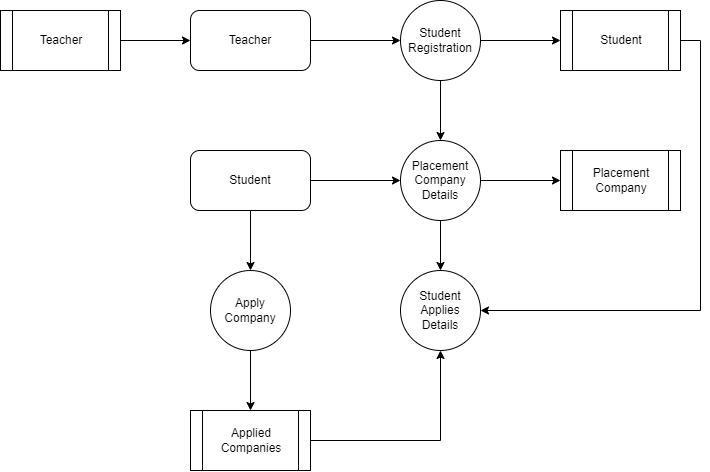 Teacher
Teacher
Student
Registration
Student
Student
Placement
Company
Details
Placement
Company
Apply
Company
Student
Applies
Details
Applied
Companies